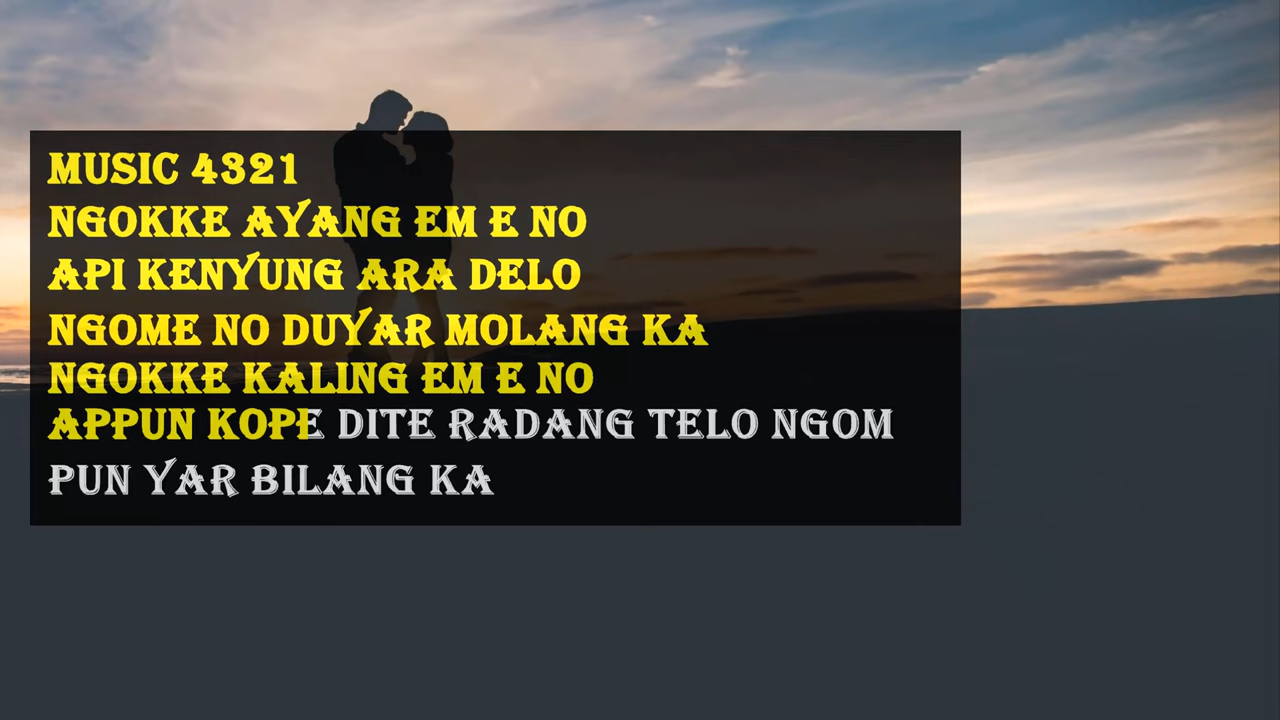 MUSIC 4321
NGOKKE AYANG EM E NO
API KENYUNG ARA DELO
NGOME NO DUYAR MOLANG KA
NGOKKE KALING EM E NO
APPUN KOPE DITE RADANG TELO NGOM
PUN YAR BILANG KA